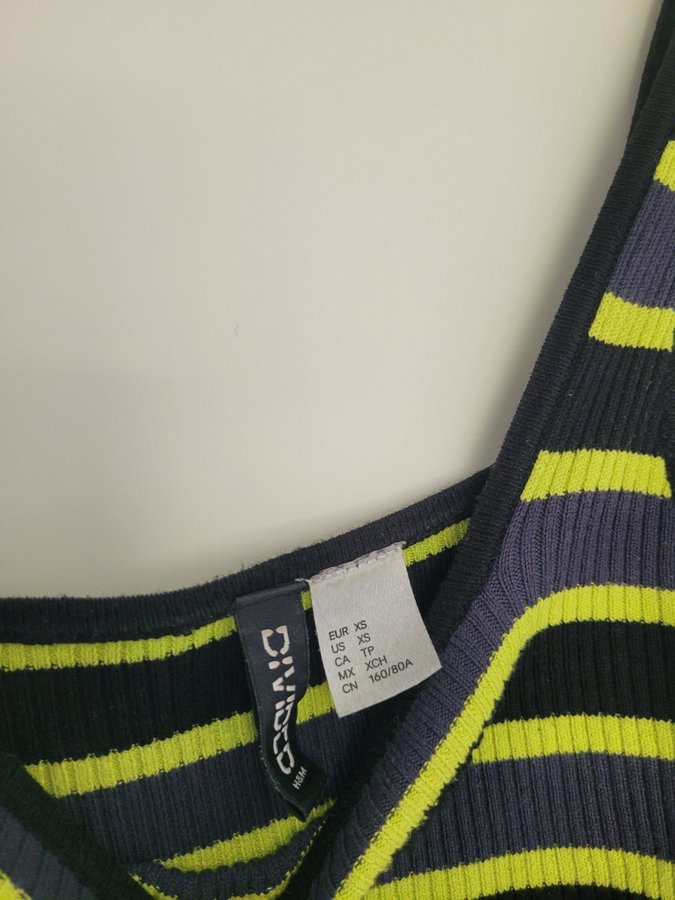 DIVIDED
H&M
EUR XS
US XS
CA TP
MX XCH
CN 160/80A